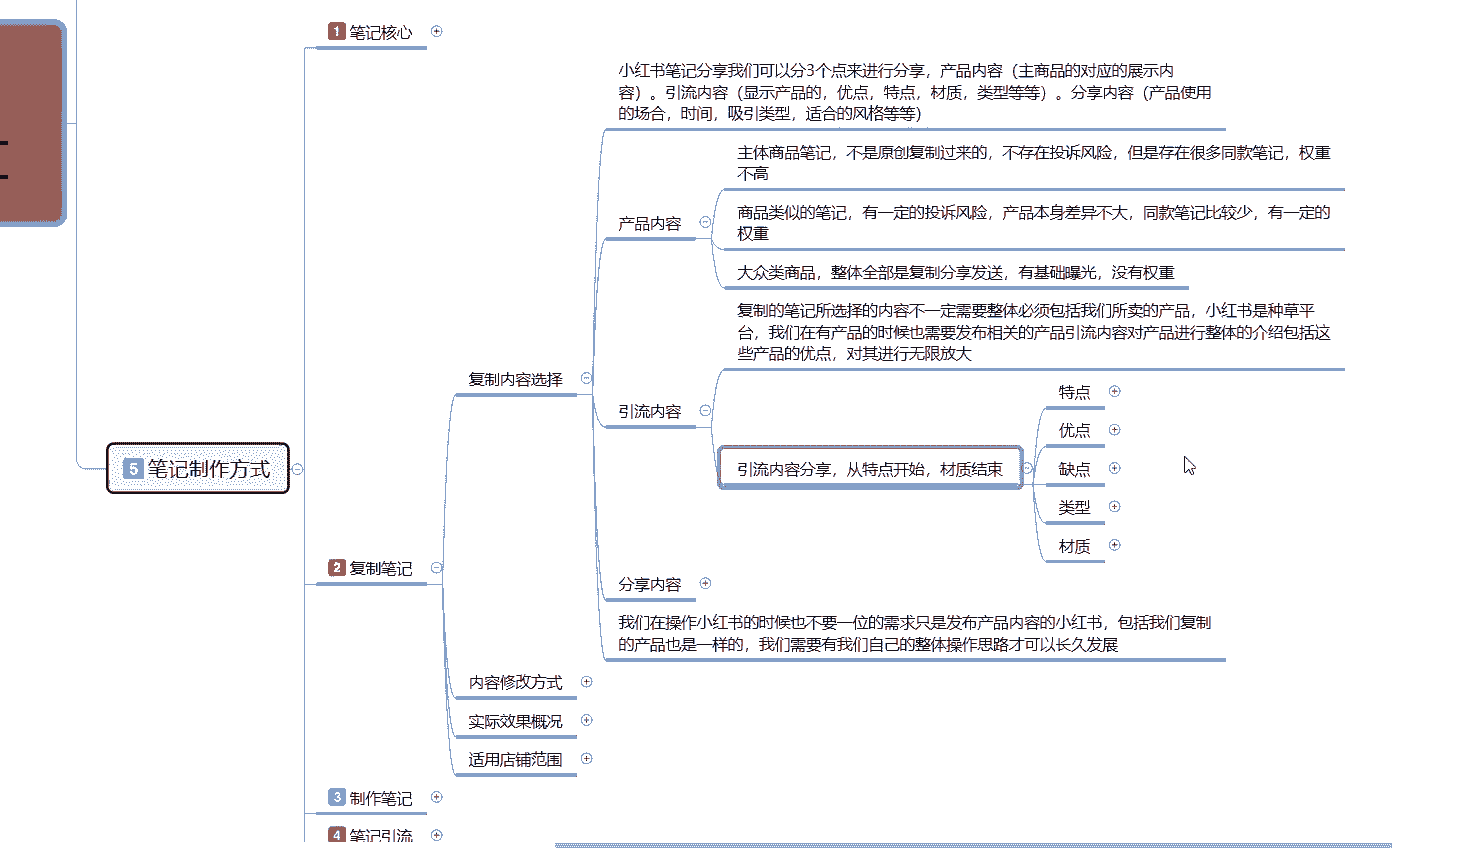 1 笔记核心
小红书笔记分享我们可以分3个点来进行分享，产品内容（主商品的对应的展示内
容）。引流内容（显示产品的，优点，特点，材质，类型等等）。分享内容（产品使用
的场合，时间，吸引类型，适合的风格等等）
主体商品笔记，不是原创复制过来的，不存在投诉风险，但是存在很多同款笔记，权重
不高
产品内容
商品类似的笔记，有一定的投诉风险，产品本身差异不大，同款笔记比较少，有一定的
权重
大众类商品，整体全部是复制分享发送，有基础曝光，没有权重
复制的笔记所选择的内容不一定需要整体必须包括我们所卖的产品，小红书是种草平
台，我们在有产品的时候也需要发布相关的产品引流内容对产品进行整体的介绍包括这
些产品的优点，对其进行无限放大
复制内容选择
引流内容
特点
优点
5 笔记制作方式
引流内容分享，从特点开始，材质结束
缺点
类型
材质
2 复制笔记
分享内容
我们在操作小红书的时候也不要一位的需求只是发布产品内容的小红书，包括我们复制
的产品也是一样的，我们需要有我们自己的整体操作思路才可以长久发展
内容修改方式
实际效果概况
适用店铺范围
3 制作笔记
4 笔记引流